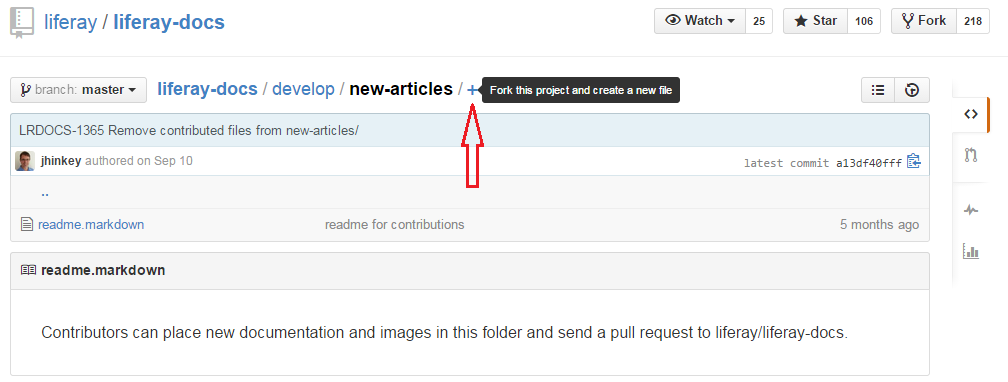 liferay / liferay-docs
Watch 25 Star 106 Fork 218
branch: master liferay-docs / develop / new-articles / + Fork this project and create a new file
LRDOCS-1365 Remove contributed files from new-articles/
jhinkey authored on Sep 10 latest commit a13df40fff
..
readme.markdown readme for contributions 5 months ago
readme.markdown
Contributors can place new documentation and images in this folder and send a pull request to liferay/liferay-docs.